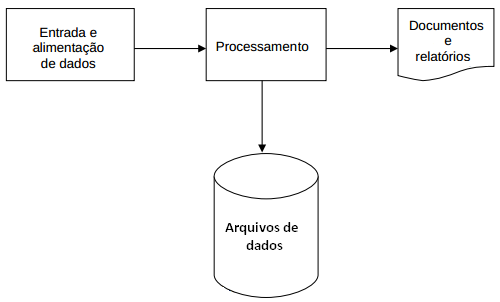 Entrada e
alimentação
de dados
Processamento
Documentos
e
relatórios
Arquivos de
dados